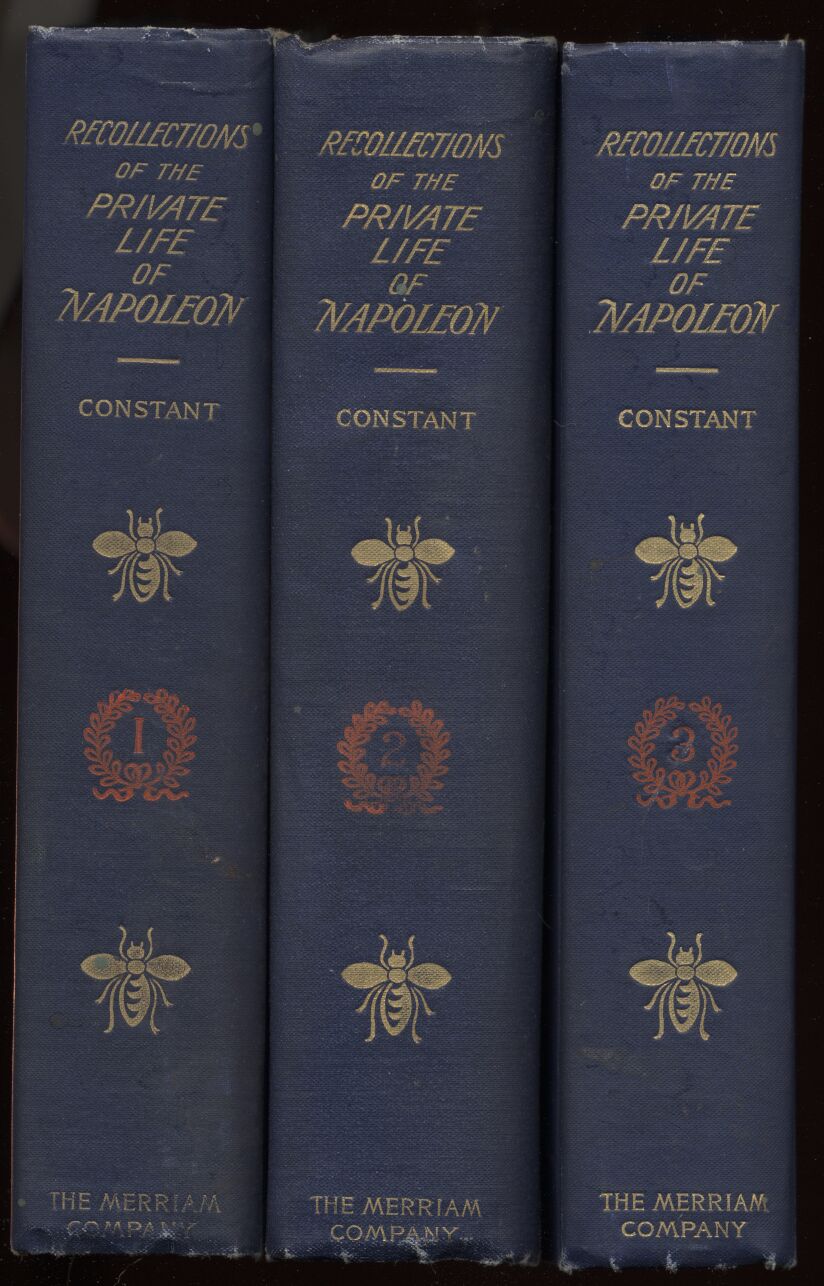 RECOLLECTIONS
OF THE
PRIVATE
LIFE
OF
NAPOLEON
CONSTANT
1
THE MERRIAM
COMPANY
RECOLLECTIONS
OF THE
PRIVATE
LIFE
OF
NAPOLEON
CONSTANT
2
THE MERRIAM
COMPANY
RECOLLECTIONS
OF THE
PRIVATE
LIFE
OF
NAPOLEON
CONSTANT
3
THE MERRIAM
COMPANY